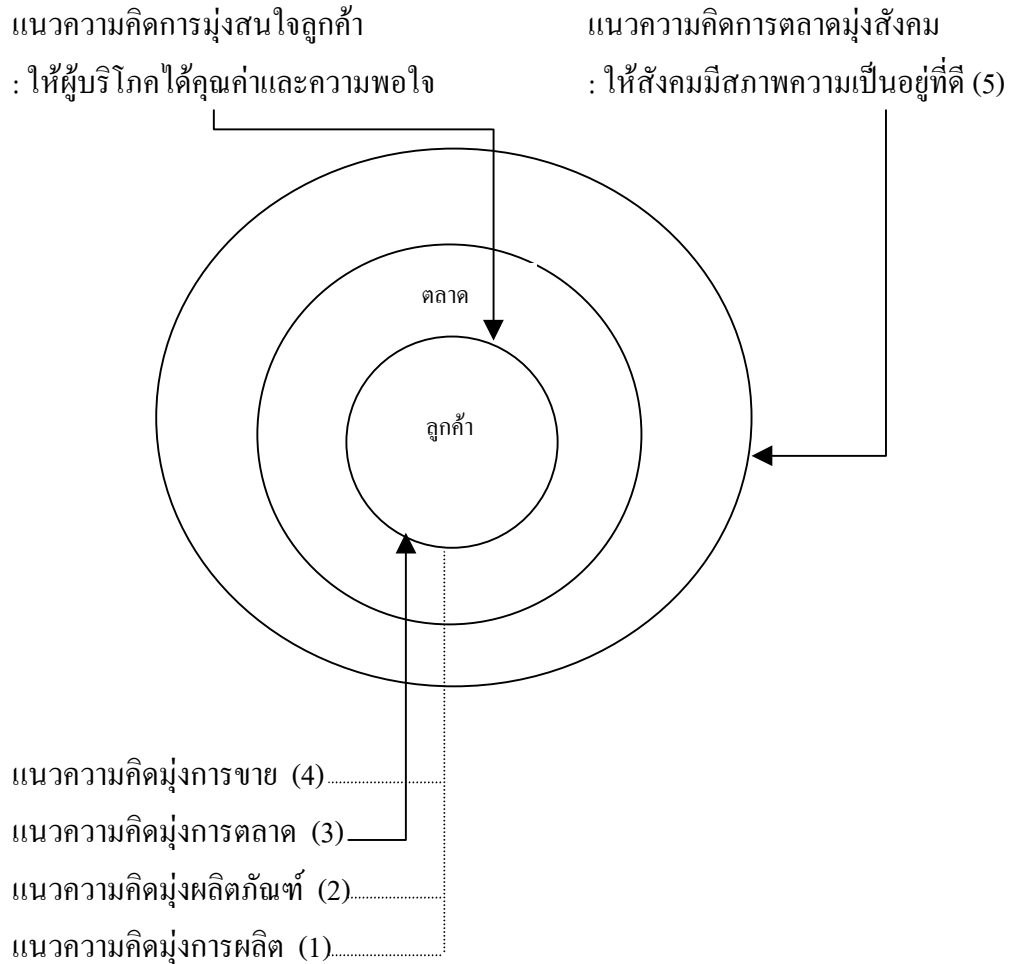 แนวความคิดการมุ่งสนใจลูกค้า
: ให้ผู้บริโภคได้คุณค่าและความพอใจ
แนวความคิดการตลาดมุ่งสังคม
: ให้สังคมมีสภาพความเป็นอยู่ที่ดี (5)
ตลาด
ลูกค้า
แนวความคิดมุ่งการขาย (4)
แนวความคิดมุ่งการตลาด (3)
แนวความคิดมุ่งผลิตภัณฑ์ (2)
แนวความคิดมุ่งการผลิต (1)